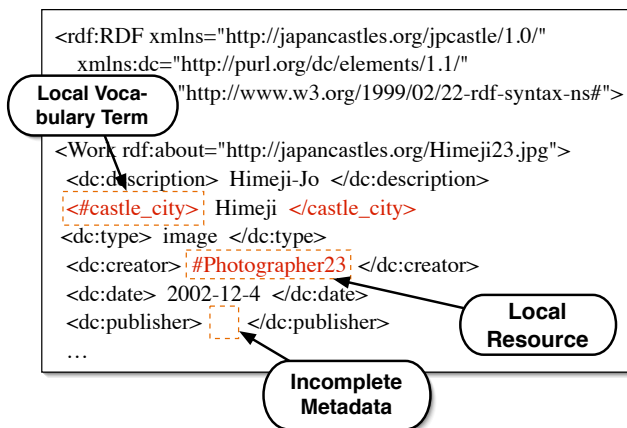 <rdf:RDF xmlns="http://japancastles.org/jpcastle/1.0/"
xmlns:dc="http://purl.org/dc/elements/1.1/"
Local Voca-
bulary Term
"http://www.w3.org/1999/02/22-rdf-syntax-ns#">
<Work rdf:about="http://japancastles.org/Himeji23.jpg">
<dc:description> Himeji-Jo </dc:description>
<#castle_city> Himeji </castle_city>
<dc:type> image </dc:type>
<dc:creator> #Photographer23 </dc:creator>
<dc:date> 2002-12-4 </dc:date>
<dc:publisher> </dc:publisher>
Local
Resource
…
Incomplete
Metadata